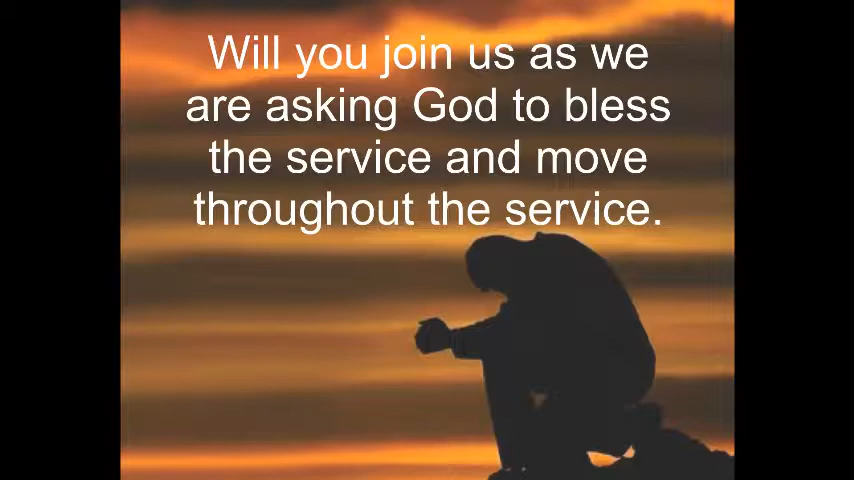 Will you join us as we
are asking God to bless
the service and move
throughout the service.